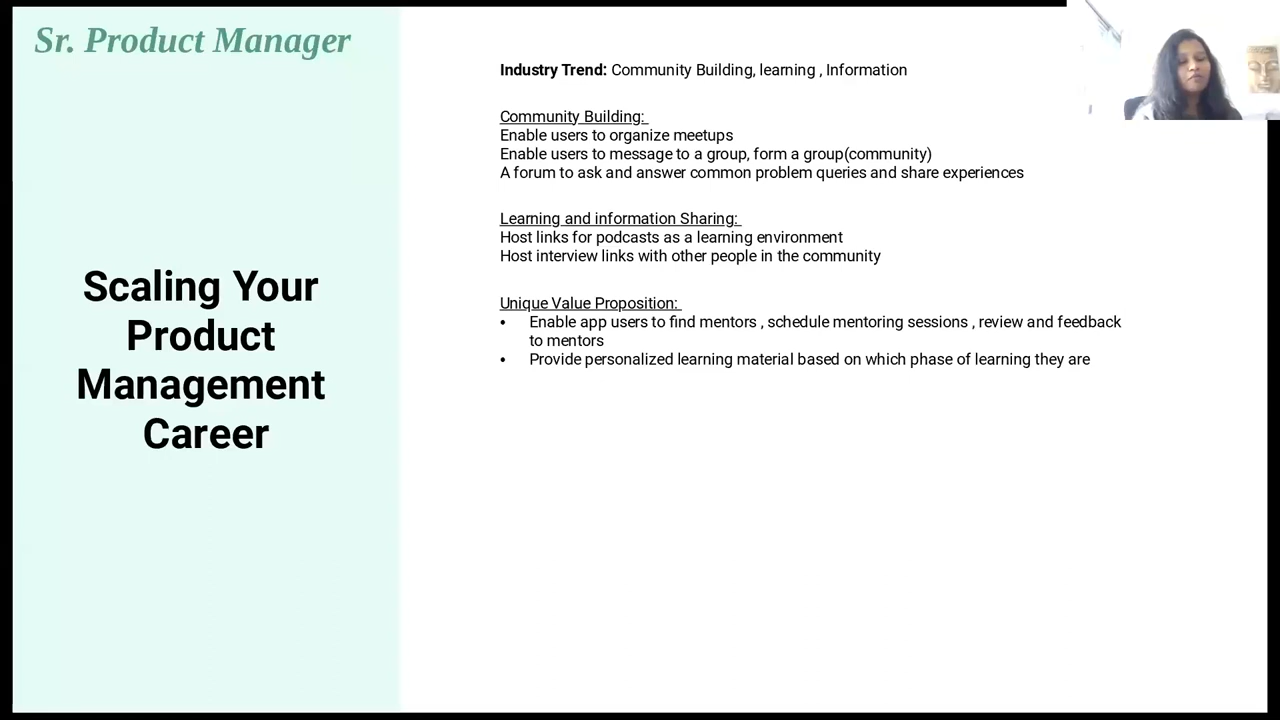 Sr. Product Manager
Scaling Your
Product
Management
Career
Industry Trend: Community Building, learning , Information
Community Building:
Enable users to organize meetups
Enable users to message to a group, form a group(community)
A forum to ask and answer common problem queries and share experiences
Learning and information Sharing:
Host links for podcasts as a learning environment
Host interview links with other people in the community
Unique Value Proposition:
• Enable app users to find mentors , schedule mentoring sessions , review and feedback
to mentors
• Provide personalized learning material based on which phase of learning they are